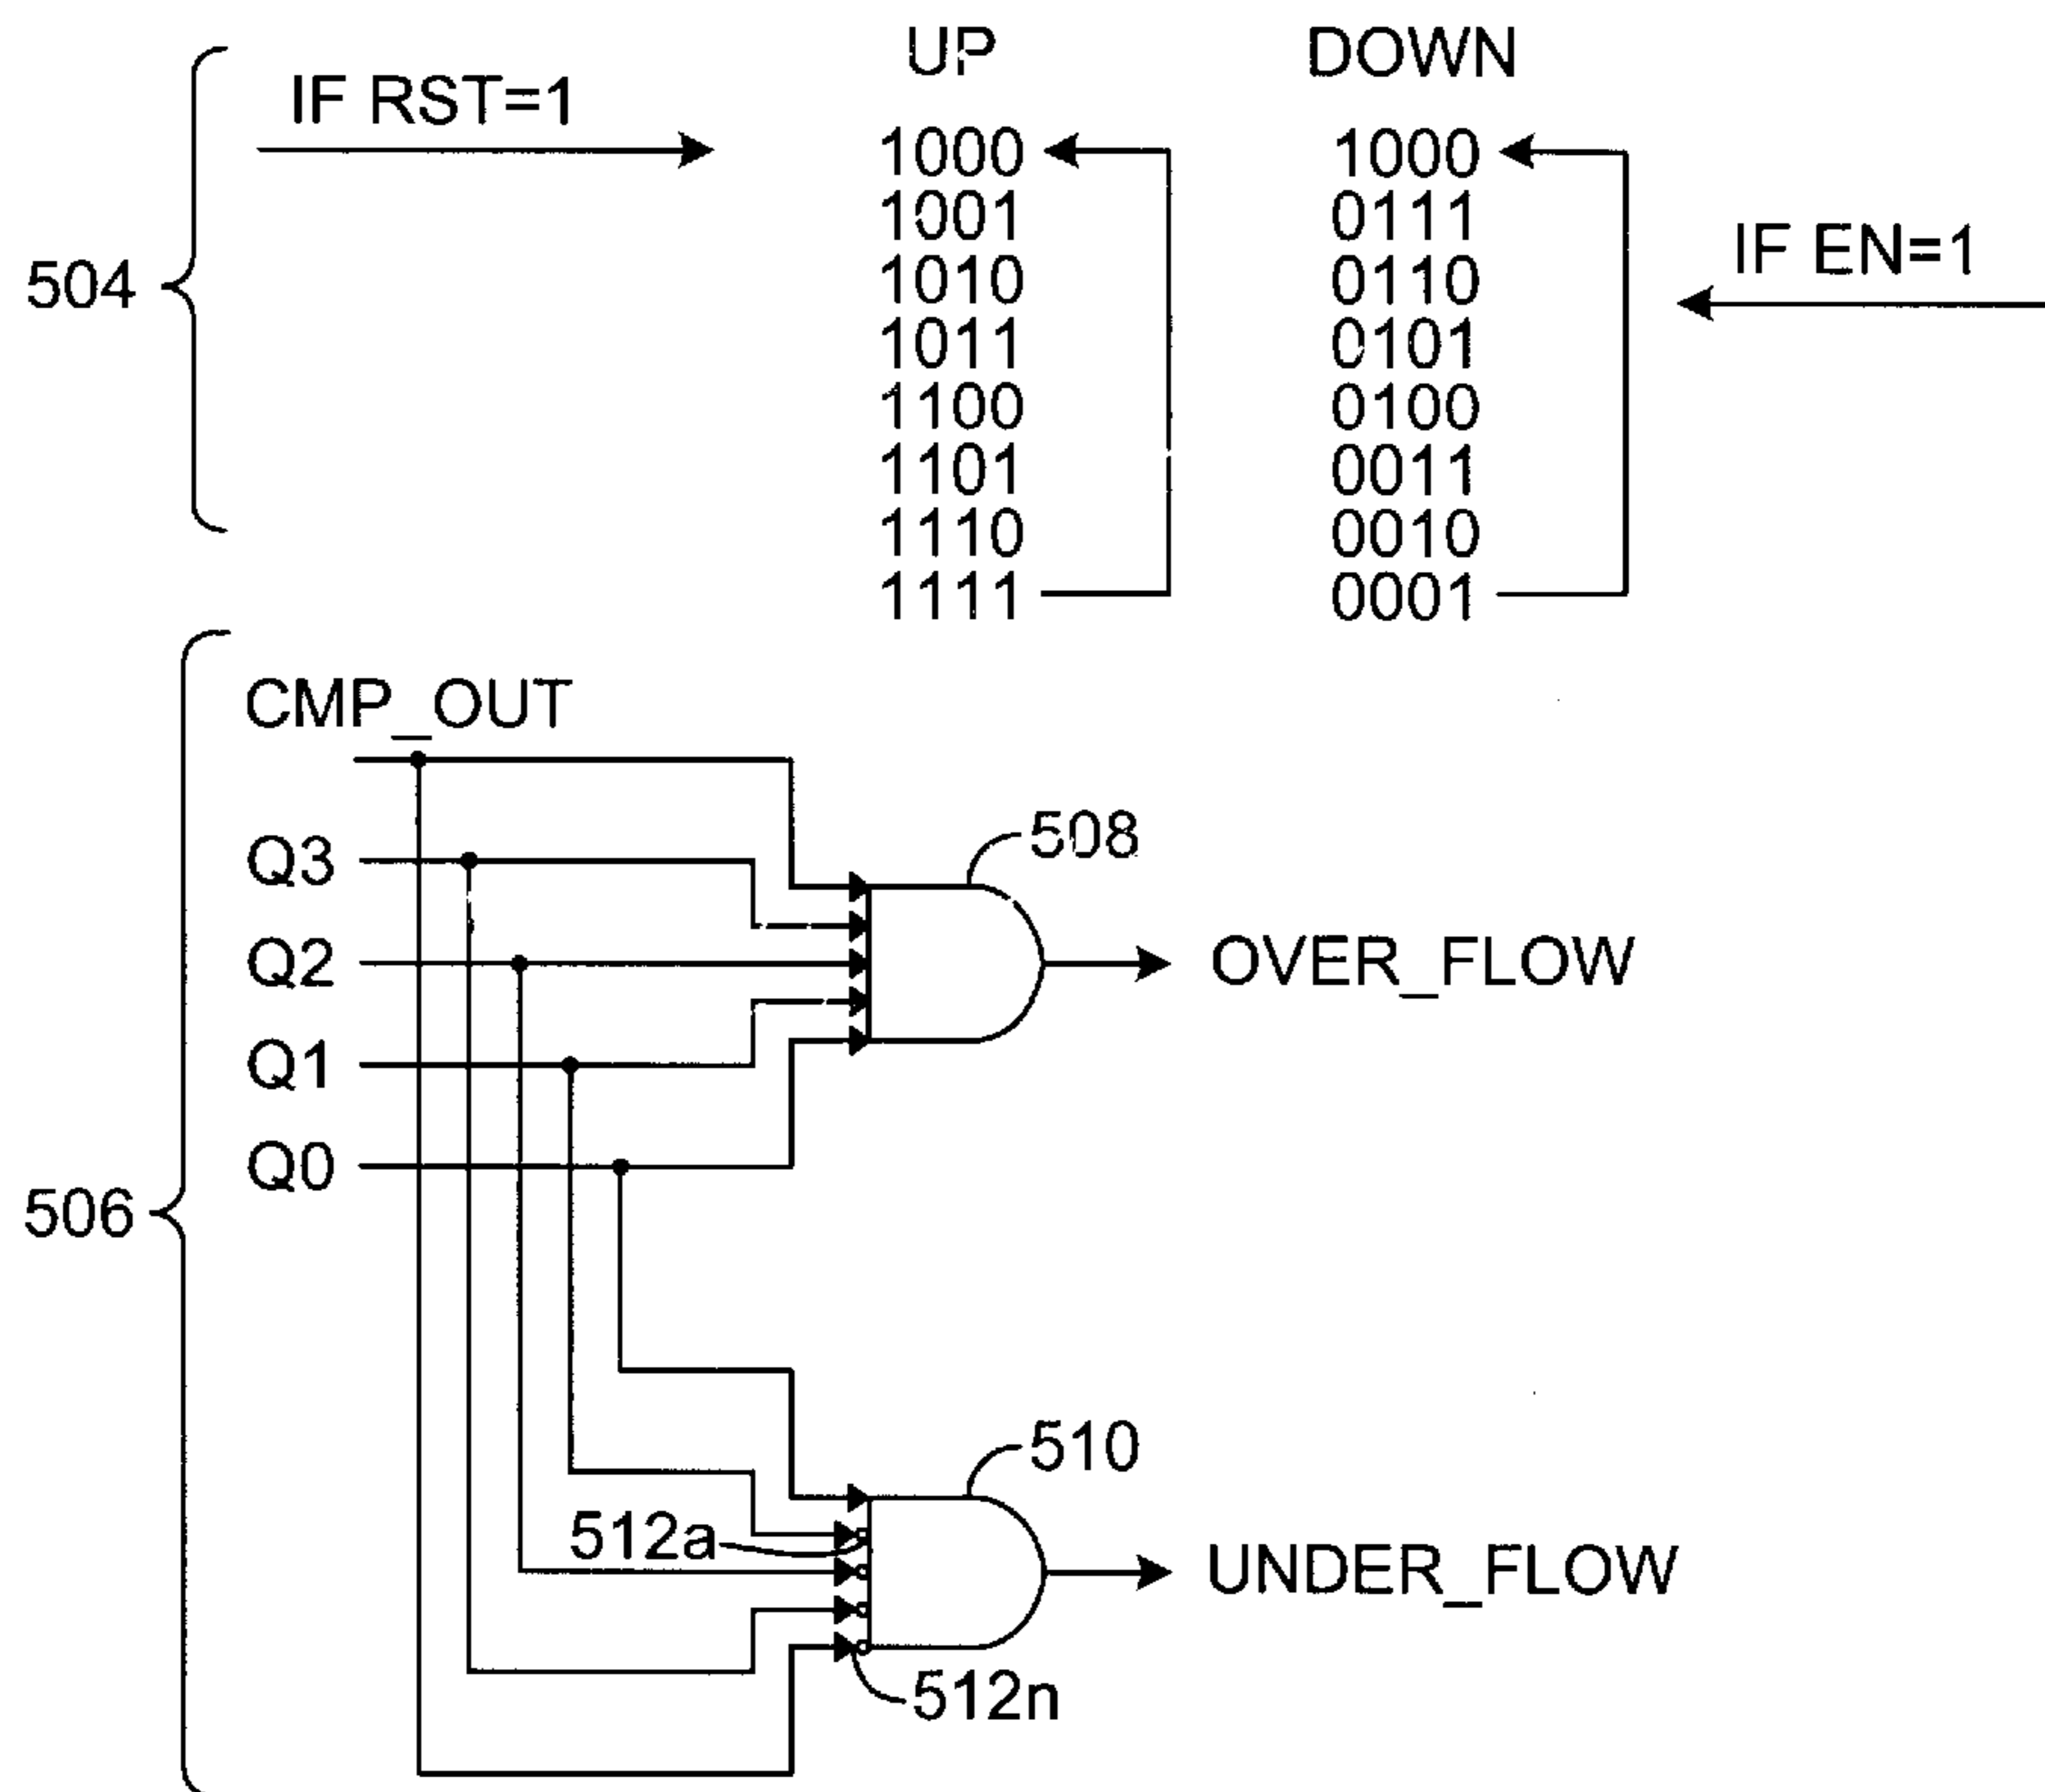 UP DOWN
IF RST=1
1000 1000
1001 0111
504 1010 0110 IF EN=1
1011 0101
1100 0100
1101 0011
1110 0010
1111 0001
CMP_OUT
Q3 508
Q2 OVER_FLOW
Q1
Q0
506
510
512a UNDER_FLOW
512n